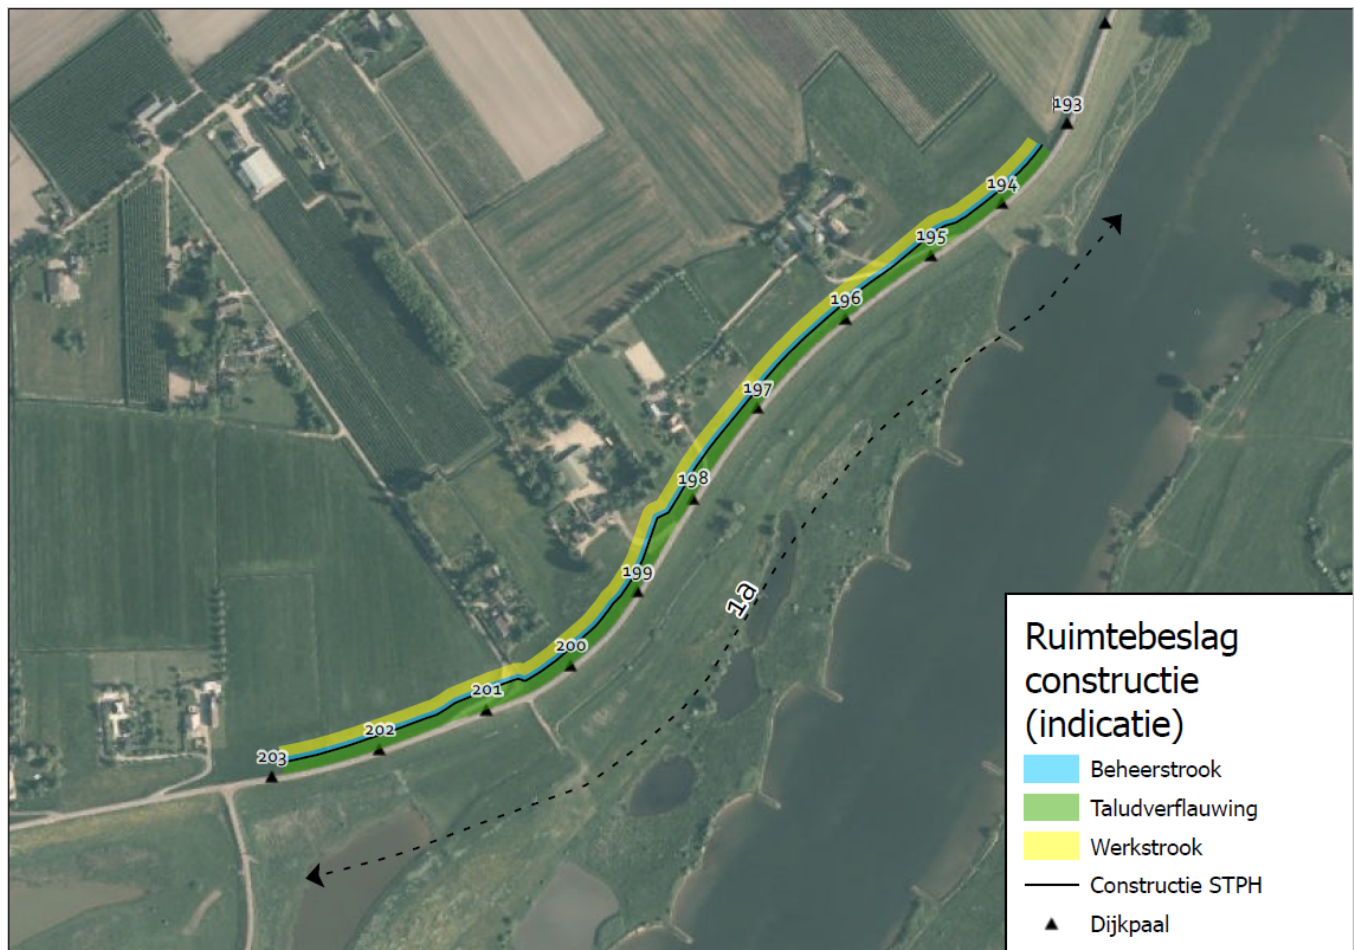 193
194
195
196
197
198
199
200
201
202
203
1a
Ruimtebeslag
constructie
(indicatie)
Beheerstrook
Taludverflauwing
Werkstrook
Constructie STPH
Dijkpaal